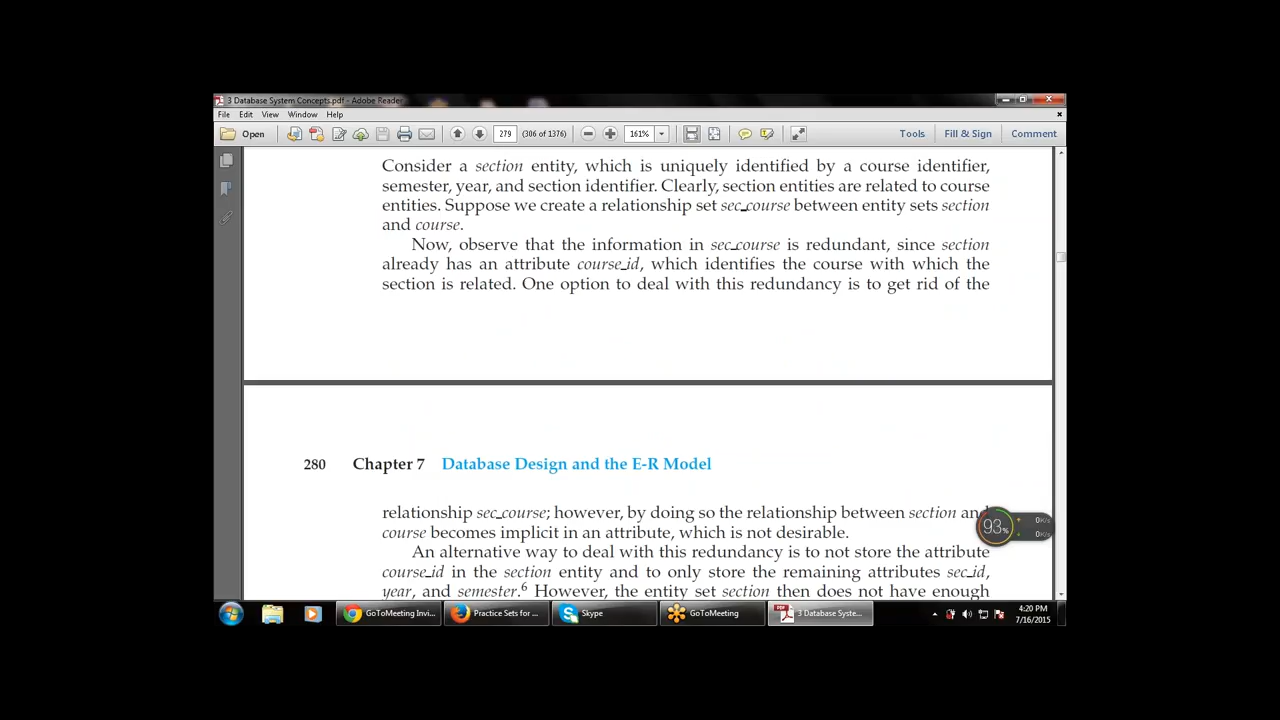 3 Database System Concepts.pdf - Adobe Reader
File Edit View Window Help
Open 279 (306 of 1376) 161% Tools Fill & Sign Comment
Consider a section entity, which is uniquely identified by a course identifier,
semester, year, and section identifier. Clearly, section entities are related to course
entities. Suppose we create a relationship set sec_course between entity sets section
and course.
Now, observe that the information in sec_course is redundant, since section
already has an attribute course_id, which identifies the course with which the
section is related. One option to deal with this redundancy is to get rid of the
280 Chapter 7 Database Design and the E-R Model
relationship sec_course; however, by doing so the relationship between section and
course becomes implicit in an attribute, which is not desirable.
An alternative way to deal with this redundancy is to not store the attribute
course_id in the section entity and to only store the remaining attributes sec_id,
year, and semester.6 However, the entity set section then does not have enough
93%
0K/s
0K/s
GoToMeeting Invi... Practice Sets for ... Skype GoToMeeting 3 Database Syste... 4:20 PM
7/16/2015